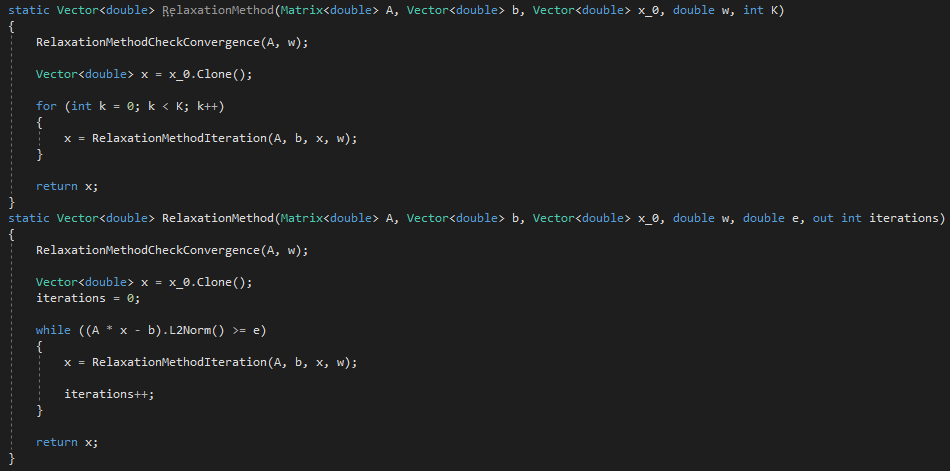 static Vector<double> RelaxationMethod(Matrix<double> A, Vector<double> b, Vector<double> x_0, double w, int K)
{
RelaxationMethodCheckConvergence(A, w);
Vector<double> x = x_0.Clone();
for (int k = 0; k < K; k++)
{
x = RelaxationMethodIteration(A, b, x, w);
}
return x;
}
static Vector<double> RelaxationMethod(Matrix<double> A, Vector<double> b, Vector<double> x_0, double w, double e, out int iterations)
{
RelaxationMethodCheckConvergence(A, w);
Vector<double> x = x_0.Clone();
iterations = 0;
while ((A * x - b).L2Norm() >= e)
{
x = RelaxationMethodIteration(A, b, x, w);
iterations++;
}
return x;
}